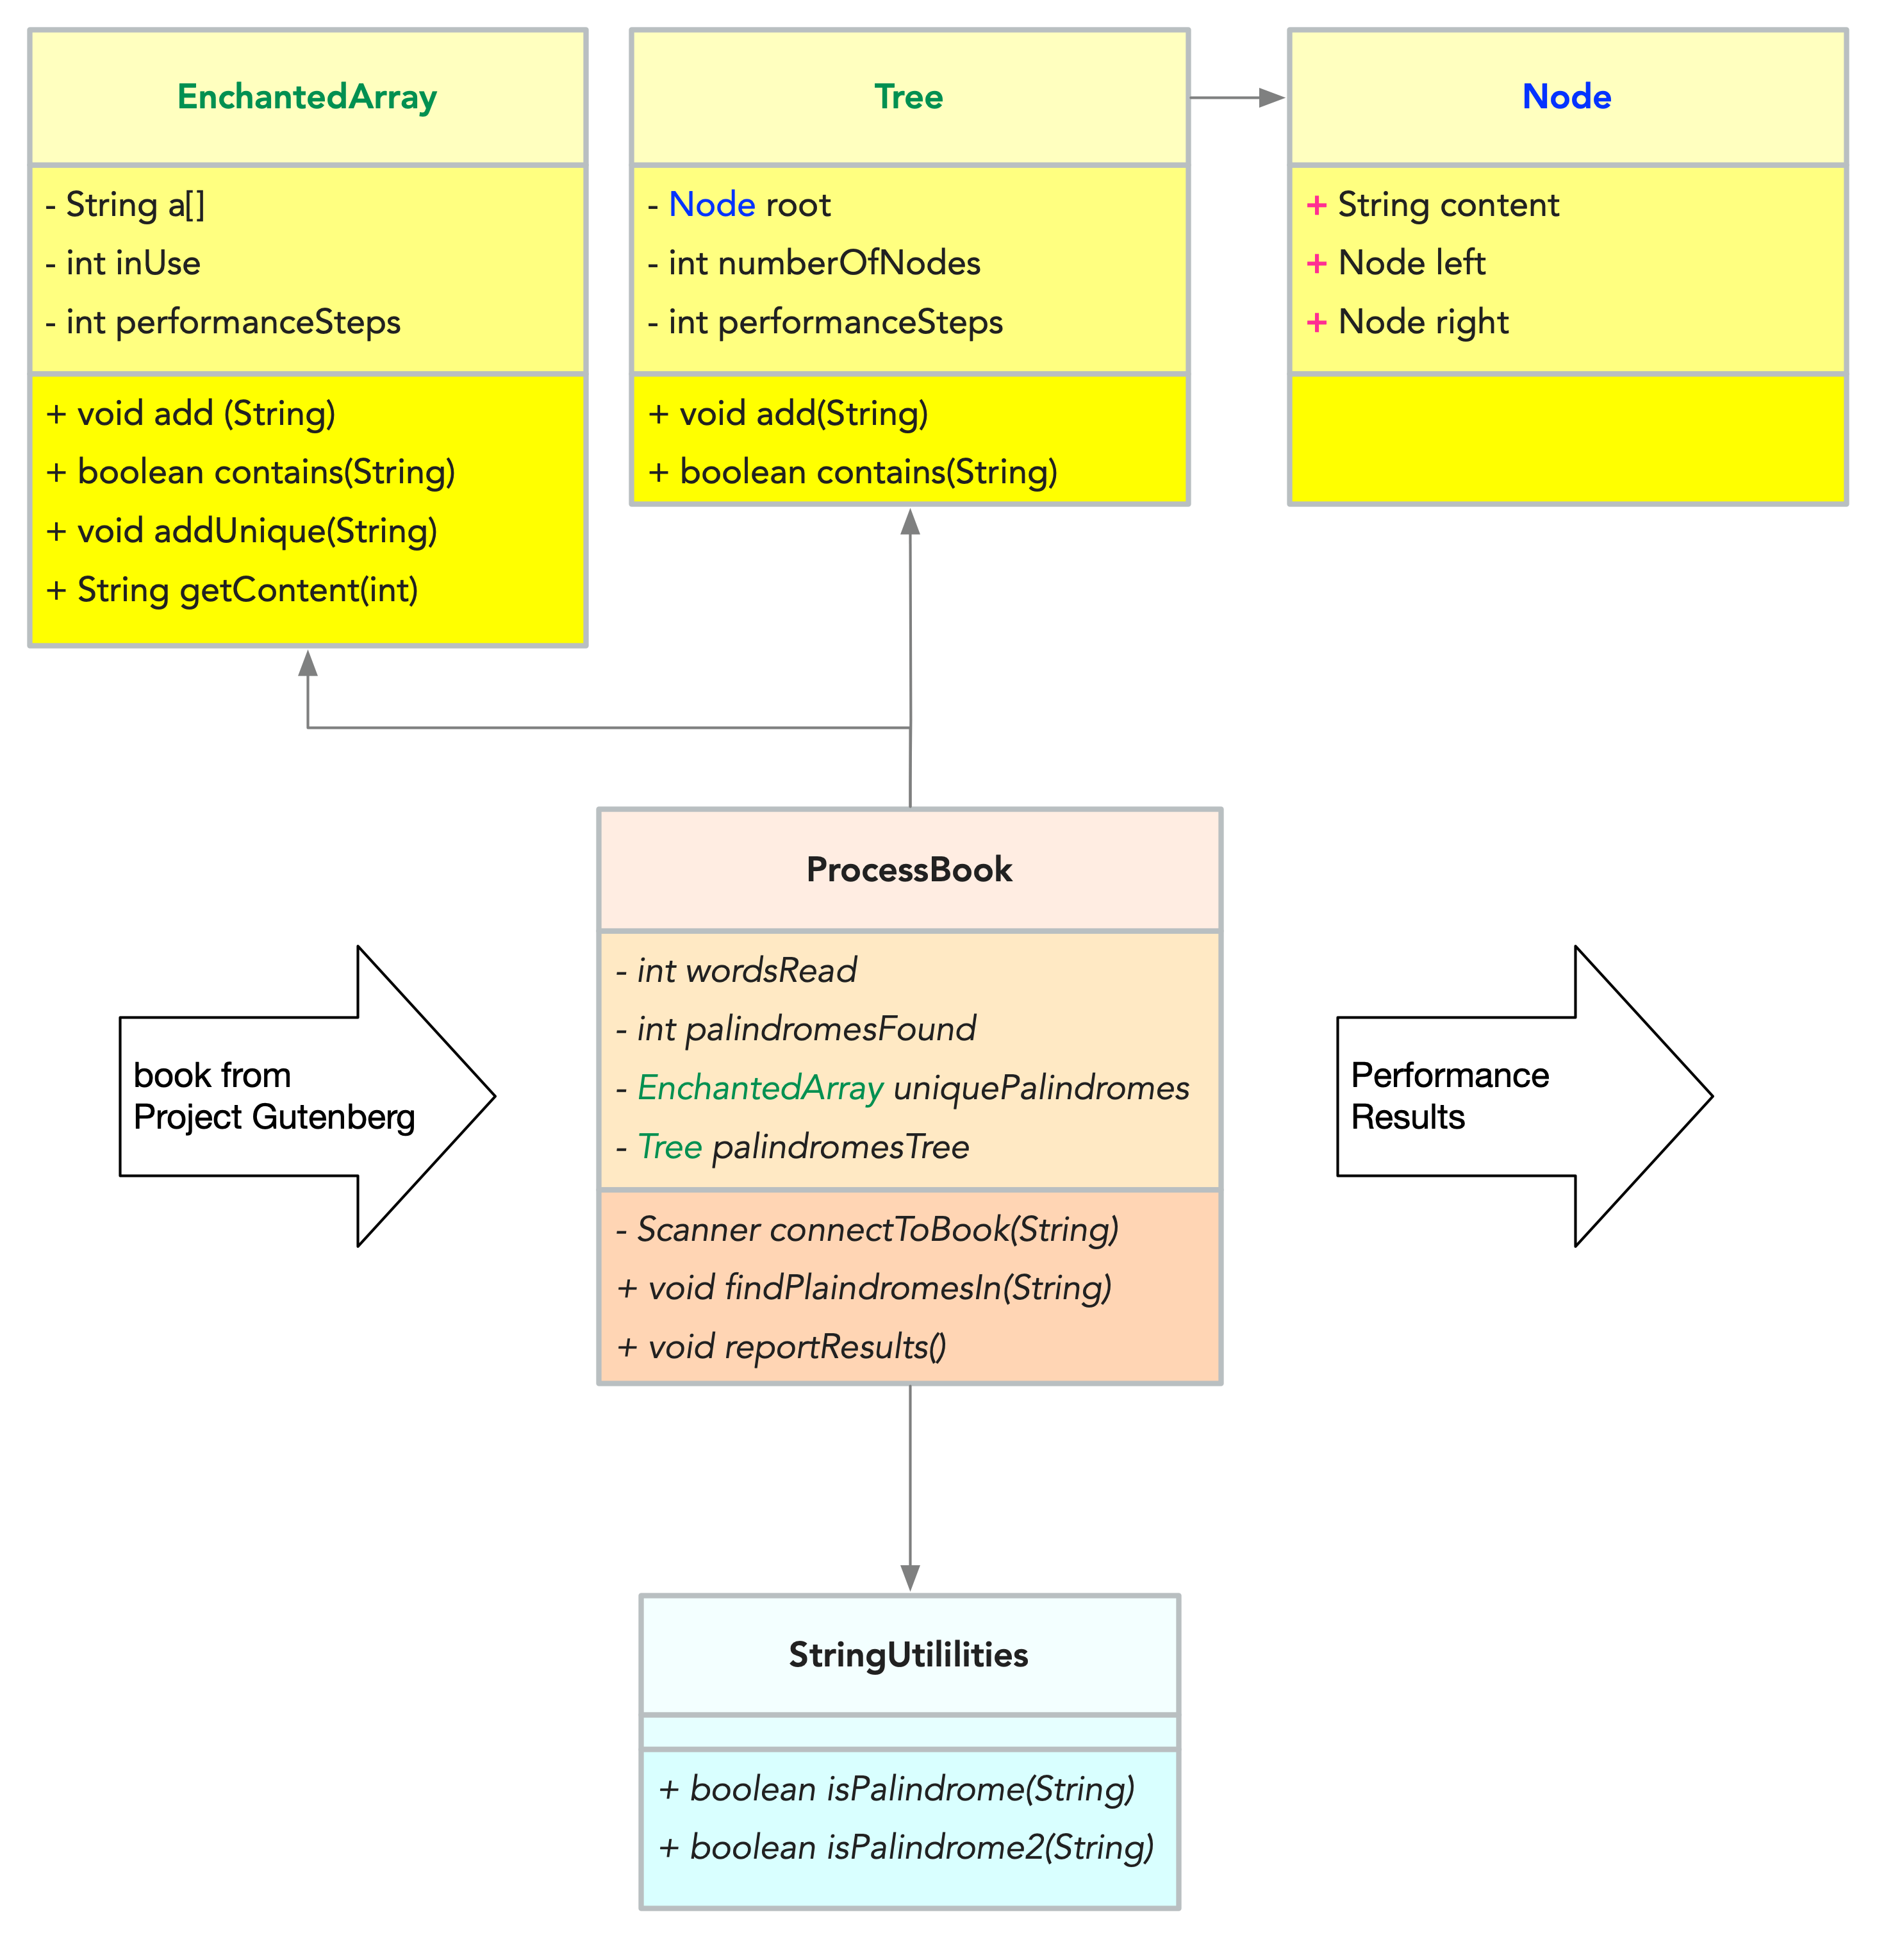 EnchantedArray
- String a[]
- int inUse
- int performanceSteps
+ void add (String)
+ boolean contains(String)
+ void addUnique(String)
+ String getContent(int)
Tree
- Node root
- int numberOfNodes
- int performanceSteps
+ void add(String)
+ boolean contains(String)
Node
+ String content
+ Node left
+ Node right
book from
Project Gutenberg
ProcessBook
- int wordsRead
- int palindromesFound
- EnchantedArray uniquePalindromes
- Tree palindromesTree
- Scanner connectToBook(String)
+ void findPlaindromesIn(String)
+ void reportResults()
Performance
Results
StringUtililities
+ boolean isPalindrome(String)
+ boolean isPalindrome2(String)